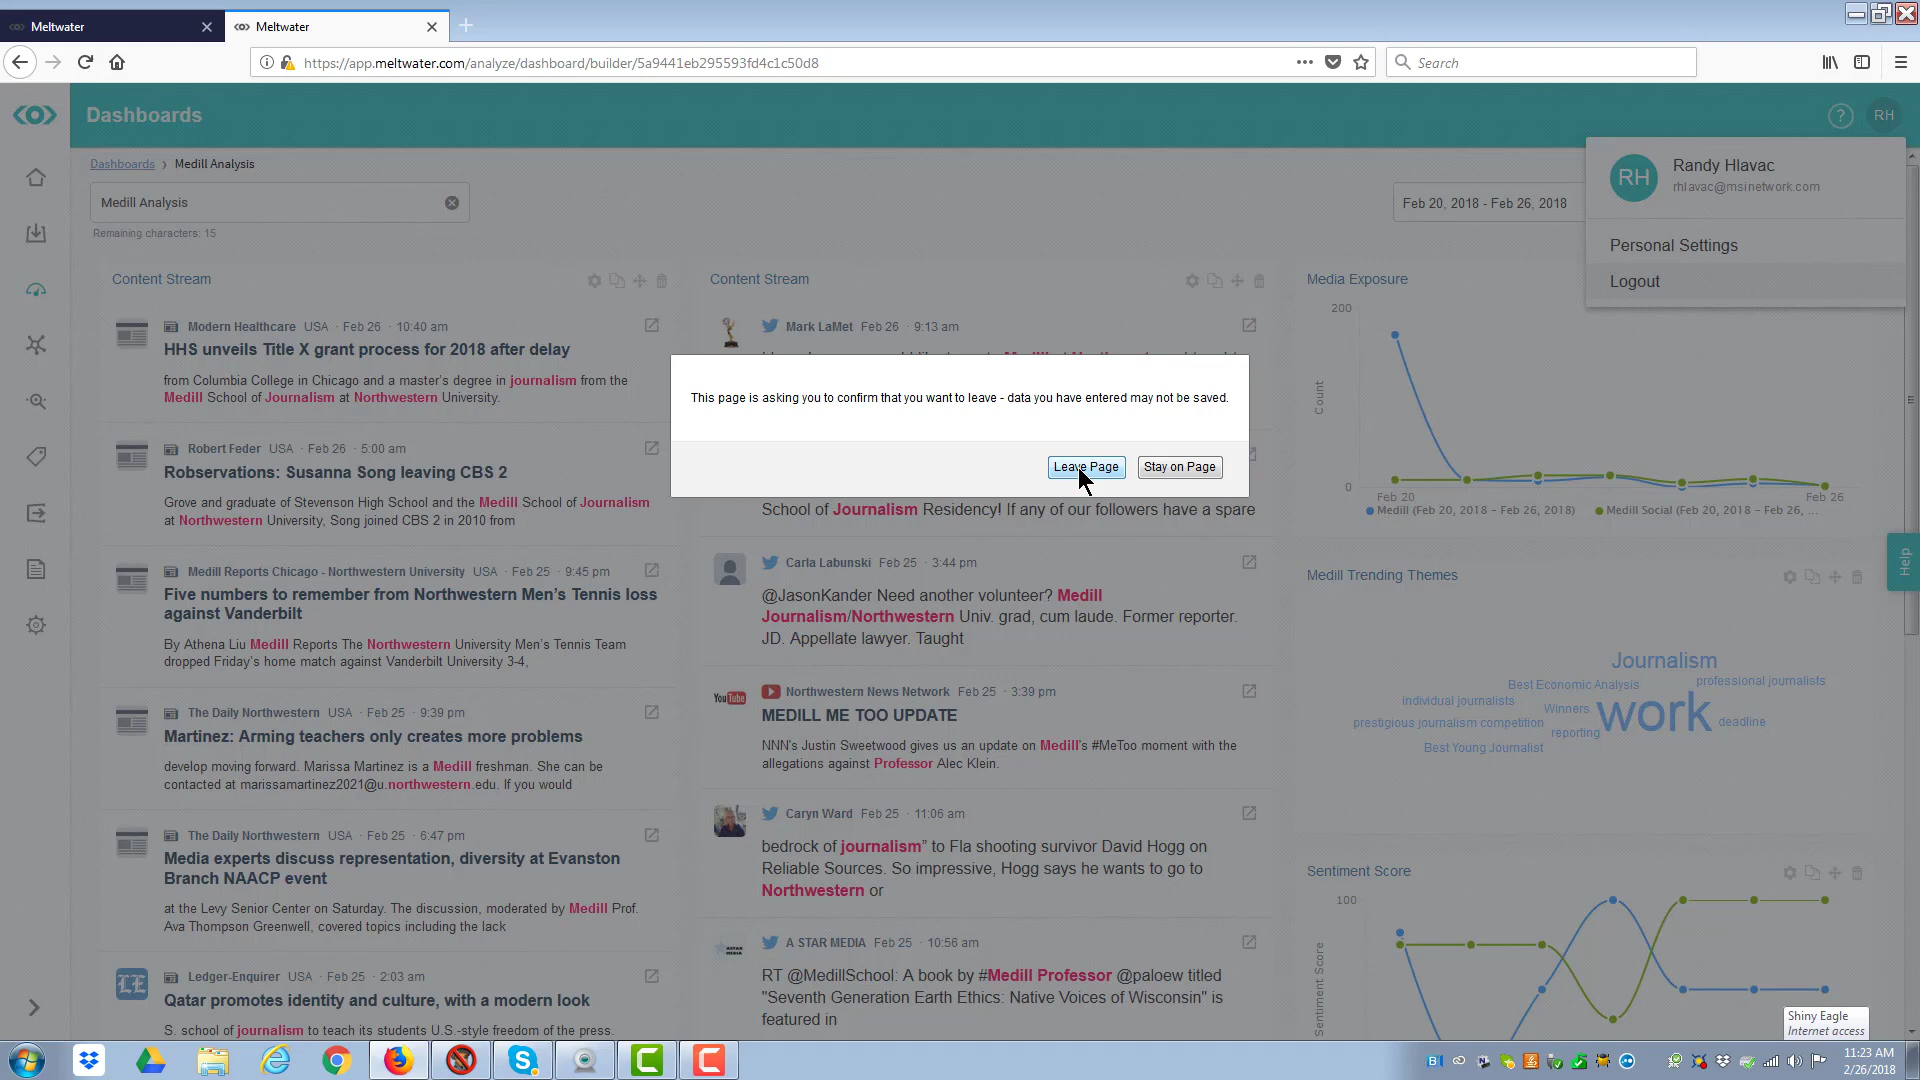 Meltwater
Meltwater
https://app.meltwater.com/analyze/dashboard/builder/5a9441eb295593fd4c1c50d8
Search
Dashboards
?
RH
Dashboards › Medill Analysis
Medill Analysis
Remaining characters: 15
Feb 20, 2018 - Feb 26, 2018
RH
Randy Hlavac
rhlavac@msinetwork.com
Personal Settings
Logout
Content Stream
Modern Healthcare USA · Feb 26 · 10:40 am
HHS unveils Title X grant process for 2018 after delay
from Columbia College in Chicago and a master's degree in journalism from the
Medill School of Journalism at Northwestern University.
Robert Feder USA · Feb 26 · 5:00 am
Robservations: Susanna Song leaving CBS 2
Grove and graduate of Stevenson High School and the Medill School of Journalism
at Northwestern University, Song joined CBS 2 in 2010 from
Medill Reports Chicago - Northwestern University USA · Feb 25 · 9:45 pm
Five numbers to remember from Northwestern Men's Tennis loss
against Vanderbilt
By Athena Liu Medill Reports The Northwestern University Men's Tennis Team
dropped Friday's home match against Vanderbilt University 3-4,
The Daily Northwestern USA · Feb 25 · 9:39 pm
Martinez: Arming teachers only creates more problems
develop moving forward. Marissa Martinez is a Medill freshman. She can be
contacted at marissamartinez2021@u.northwestern.edu. If you would
The Daily Northwestern USA · Feb 25 · 6:47 pm
Media experts discuss representation, diversity at Evanston
Branch NAACP event
at the Levy Senior Center on Saturday. The discussion, moderated by Medill Prof.
Ava Thompson Greenwell, covered topics including the lack
LE
Ledger-Enquirer USA · Feb 25 · 2:03 am
Qatar promotes identity and culture, with a modern look
S. school of journalism to teach its students U.S.-style freedom of the press.
Content Stream
Mark LaMet Feb 26 · 9:13 am
This page is asking you to confirm that you want to leave - data you have entered may not be saved.
Leave Page
Stay on Page
School of Journalism Residency! If any of our followers have a spare
Carla Labunski Feb 25 · 3:44 pm
@JasonKander Need another volunteer? Medill
Journalism/Northwestern Univ. grad, cum laude. Former reporter.
JD. Appellate lawyer. Taught
YouTube
Northwestern News Network Feb 25 · 3:39 pm
MEDILL ME TOO UPDATE
NNN's Justin Sweetwood gives us an update on Medill's #MeToo moment with the
allegations against Professor Alec Klein.
Caryn Ward Feb 25 · 11:06 am
bedrock of journalism" to Fla shooting survivor David Hogg on
Reliable Sources. So impressive, Hogg says he wants to go to
Northwestern or
A STAR MEDIA Feb 25 · 10:56 am
RT @MedillSchool: A book by #Medill Professor @paloew titled
"Seventh Generation Earth Ethics: Native Voices of Wisconsin" is
featured in
Media Exposure
200
Count
0
Feb 20
Feb 26
Medill (Feb 20, 2018 – Feb 26, 2018)
Medill Social (Feb 20, 2018 – Feb 26, ...
Help
Medill Trending Themes
Journalism
Best Economic Analysis
professional journalists
individual journalists
Winners
work
prestigious journalism competition
deadline
reporting
Best Young Journalist
Sentiment Score
100
Sentiment Score
Shiny Eagle
Internet access
11:23 AM
2/26/2018